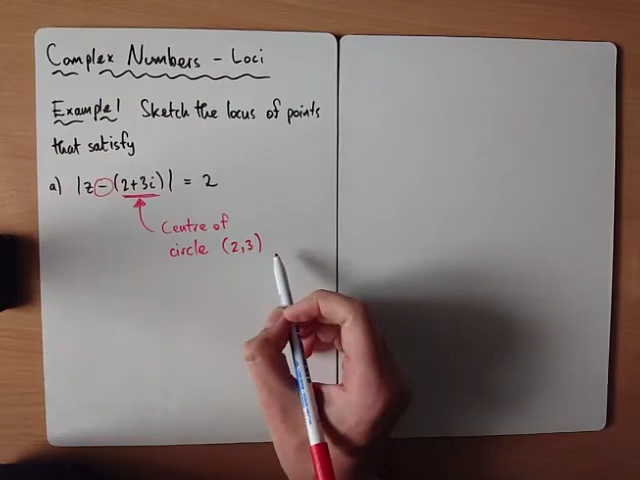 Complex Numbers - Loci
Example 1 Sketch the locus of points
that satisfy
a) |z-(2+3i)| = 2
Centre of
circle (2,3)